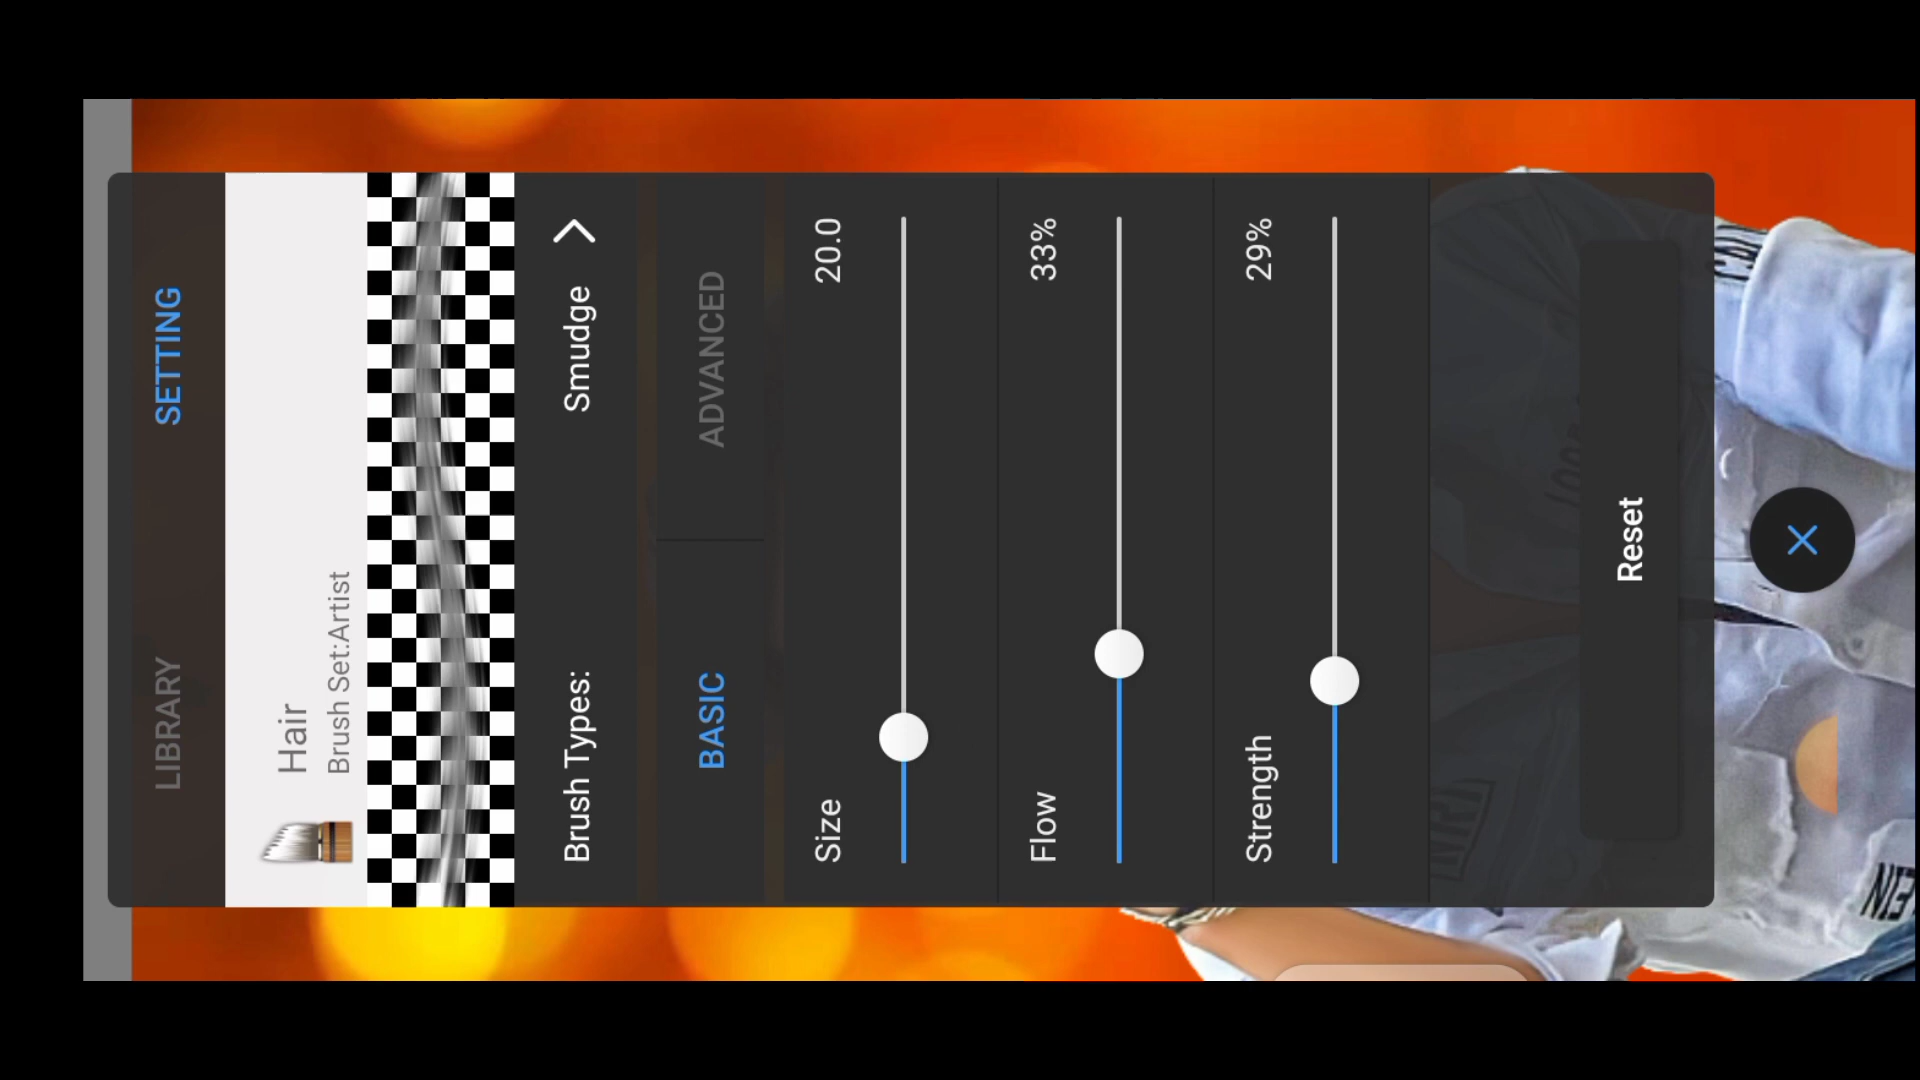 LIBRARY SETTING
Hair
Brush Set:Artist
Brush Types: Smudge
BASIC ADVANCED
Size 20.0
Flow 33%
Strength 29%
Reset